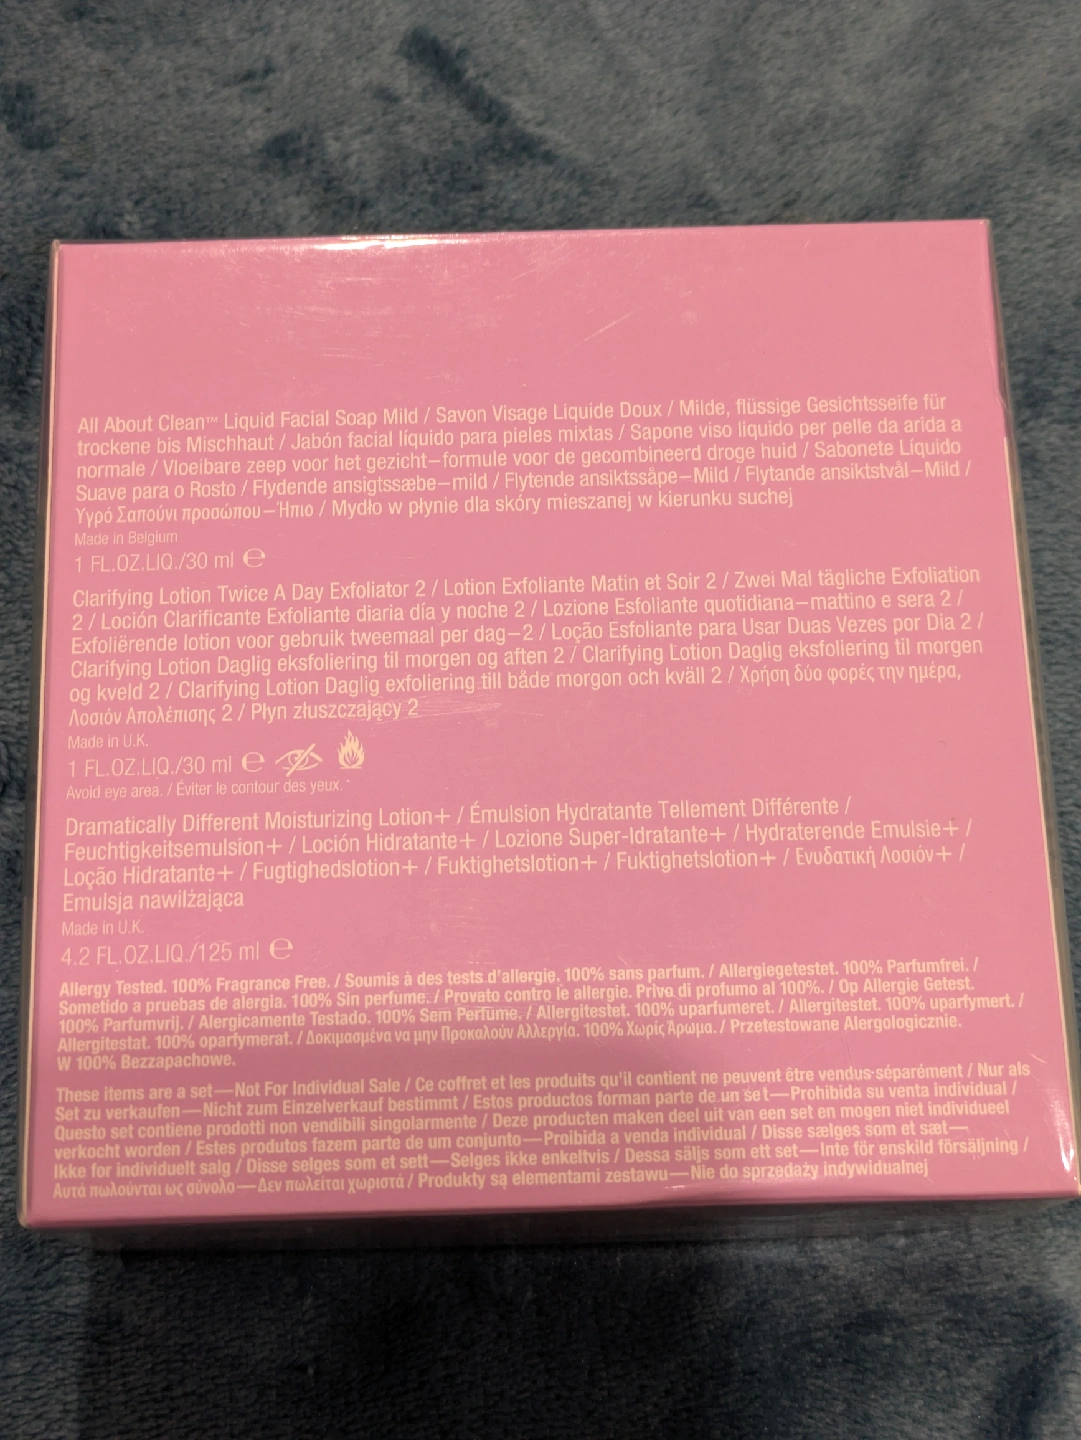 All About Clean™ Liquid Facial Soap Mild / Savon Visage Liquide Doux / Milde, flüssige Gesichtsseife für
trockene bis Mischhaut / Jabón facial líquido para pieles mixtas / Sapone viso liquido per pelle da arida a
normale / Vloeibare zeep voor het gezicht—formule voor de gecombineerd droge huid / Sabonete Líquido
Suave para o Rosto / Flydende ansigtssæbe—mild / Flytende ansiktssåpe—Mild / Flytande ansiktstvål—Mild /
Υγρό Σαπούνι προσώπου—Ήπιο / Mydło w płynie dla skóry mieszanej w kierunku suchej
Made in Belgium
1 FL.OZ.LIQ./30 ml ℮
Clarifying Lotion Twice A Day Exfoliator 2 / Lotion Exfoliante Matin et Soir 2 / Zwei Mal tägliche Exfoliation
2 / Loción Clarificante Exfoliante diaria día y noche 2 / Lozione Esfoliante quotidiana—mattino e sera 2 /
Exfoliërende lotion voor gebruik tweemaal per dag—2 / Loção Esfoliante para Usar Duas Vezes por Dia 2 /
Clarifying Lotion Daglig eksfoliering til morgen og aften 2 / Clarifying Lotion Daglig eksfoliering til morgen
og kveld 2 / Clarifying Lotion Daglig exfoliering till både morgon och kväll 2 / Χρήση δύο φορές την ημέρα,
Λοσιόν Απολέπισης 2 / Płyn złuszczający 2
Made in U.K.
1 FL.OZ.LIQ./30 ml ℮
Avoid eye area. / Éviter le contour des yeux.
Dramatically Different Moisturizing Lotion+ / Émulsion Hydratante Tellement Différente /
Feuchtigkeitsemulsion+ / Loción Hidratante+ / Lozione Super-Idratante+ / Hydraterende Emulsie+ /
Loção Hidratante+ / Fugtighedslotion+ / Fuktighetslotion+ / Fuktighetslotion+ / Ενυδατική Λοσιόν+ /
Emulsja nawilżająca
Made in U.K.
4.2 FL.OZ.LIQ./125 ml ℮
Allergy Tested. 100% Fragrance Free. / Soumis à des tests d'allergie. 100% sans parfum. / Allergiegetestet. 100% Parfumfrei. /
Sometido a pruebas de alergia. 100% Sin perfume. / Provato contro le allergie. Privo di profumo al 100%. / Op Allergie Getest.
100% Parfumvrij. / Alergicamente Testado. 100% Sem Perfume. / Allergitestet. 100% uparfumeret. / Allergitestet. 100% uparfymert. /
Allergitestat. 100% oparfymerat. / Δοκιμασμένα να μην Προκαλούν Αλλεργία. 100% Χωρίς Άρωμα. / Przetestowane Alergologicznie.
W 100% Bezzapachowe.
These items are a set—Not For Individual Sale / Ce coffret et les produits qu'il contient ne peuvent être vendus séparément / Nur als
Set zu verkaufen—Nicht zum Einzelverkauf bestimmt / Estos productos forman parte de un set—Prohibida su venta individual /
Questo set contiene prodotti non vendibili singolarmente / Deze producten maken deel uit van een set en mogen niet individueel
verkocht worden / Estes produtos fazem parte de um conjunto—Proibida a venda individual / Disse sælges som et sæt—
Ikke for individuelt salg / Disse selges som et sett—Selges ikke enkeltvis / Dessa säljs som ett set—Inte för enskild försäljning /
Αυτά πωλούνται ως σύνολο—Δεν πωλείται χωριστά / Produkty są elementami zestawu—Nie do sprzedaży indywidualnej